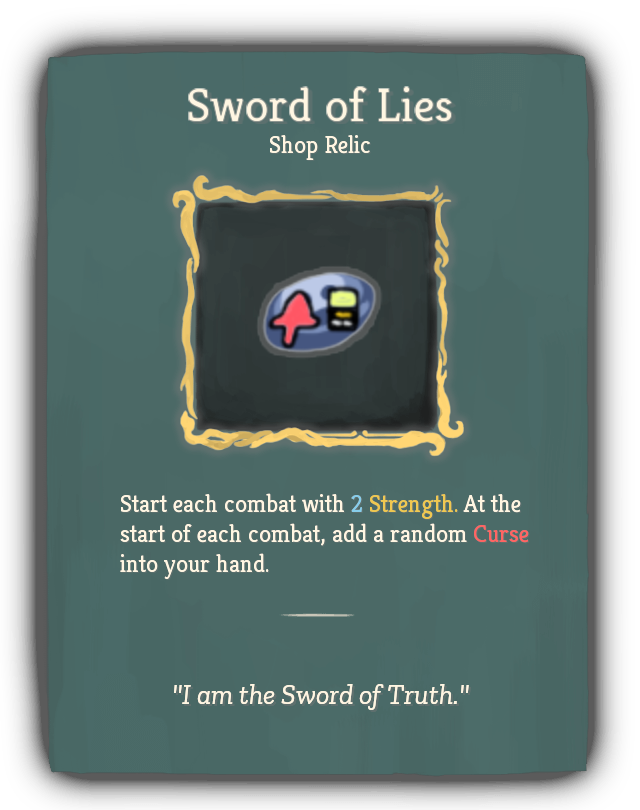 Sword of Lies
Shop Relic
Start each combat with 2 Strength. At the
start of each combat, add a random Curse
into your hand.
"I am the Sword of Truth."